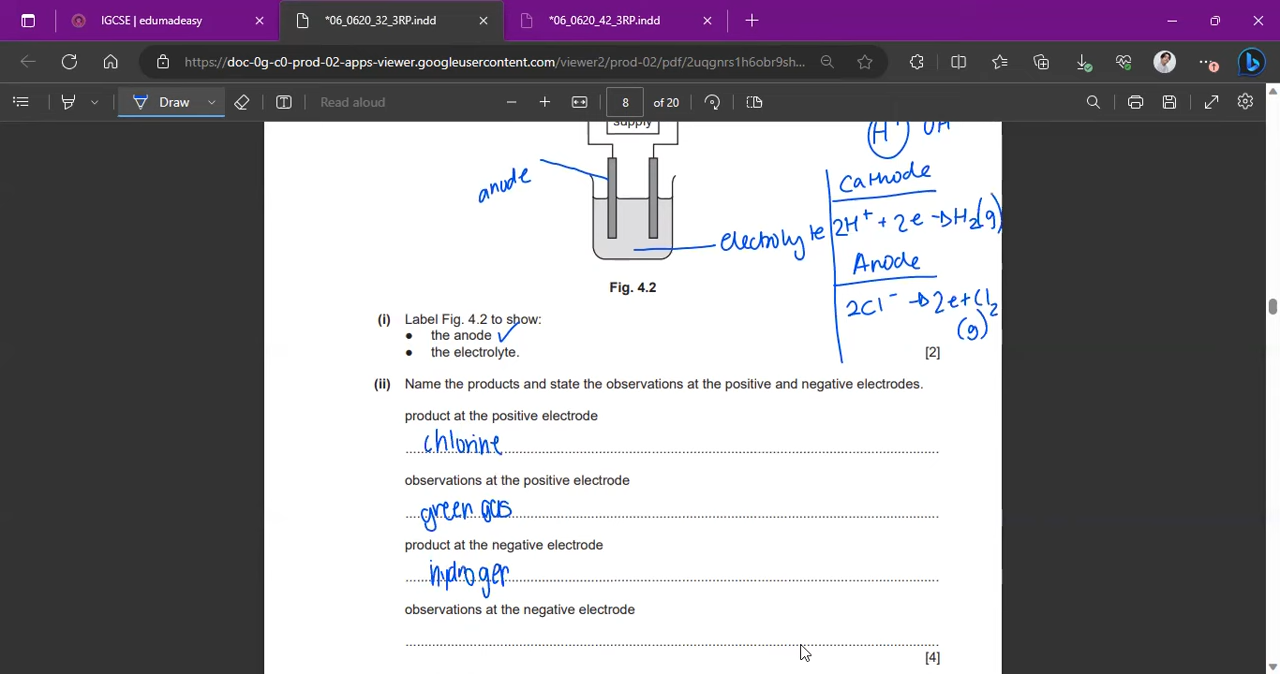 IGCSE | edumadeasy
*06_0620_32_3RP.indd
*06_0620_42_3RP.indd
https://doc-0g-c0-prod-02-apps-viewer.googleusercontent.com/viewer2/prod-02/pdf/2uqgnrs1h6obr9sh...
Draw
Read aloud
8 of 20
supply
H+ OH
anode
Cathode
2H+ + 2e → H2(g)
electrolyte
Anode
2Cl- → 2e + Cl2
(g)
Fig. 4.2
(i) Label Fig. 4.2 to show:
● the anode ✓
● the electrolyte.
[2]
(ii) Name the products and state the observations at the positive and negative electrodes.
product at the positive electrode
chlorine
observations at the positive electrode
green gas
product at the negative electrode
hydrogen
observations at the negative electrode
[4]